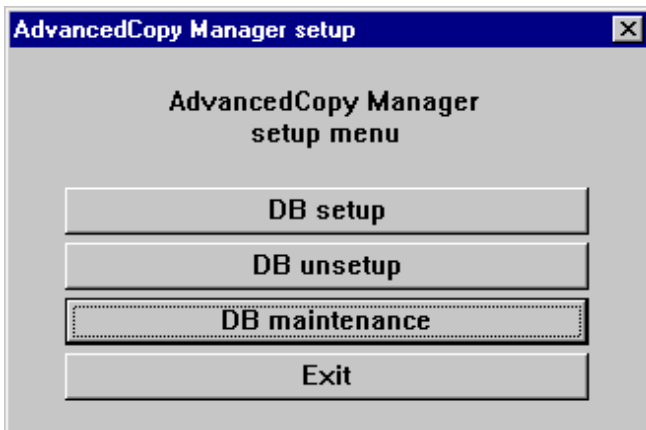 AdvancedCopy Manager setup
AdvancedCopy Manager
setup menu
DB setup
DB unsetup
DB maintenance
Exit